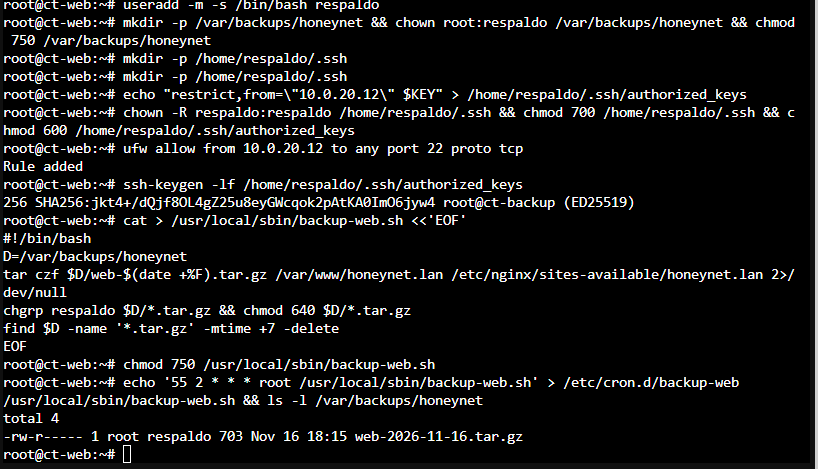 root@ct-web:~# useradd -m -s /bin/bash respaldo
root@ct-web:~# mkdir -p /var/backups/honeynet && chown root:respaldo /var/backups/honeynet && chmod
 750 /var/backups/honeynet
root@ct-web:~# mkdir -p /home/respaldo/.ssh
root@ct-web:~# mkdir -p /home/respaldo/.ssh
root@ct-web:~# echo "restrict,from=\"10.0.20.12\" $KEY" > /home/respaldo/.ssh/authorized_keys
root@ct-web:~# chown -R respaldo:respaldo /home/respaldo/.ssh && chmod 700 /home/respaldo/.ssh && c
hmod 600 /home/respaldo/.ssh/authorized_keys
root@ct-web:~# ufw allow from 10.0.20.12 to any port 22 proto tcp
Rule added
root@ct-web:~# ssh-keygen -lf /home/respaldo/.ssh/authorized_keys
256 SHA256:jkt4+/dQjf8OL4gZ25u8eyGWcqok2pAtKA0ImO6jyw4 root@ct-backup (ED25519)
root@ct-web:~# cat > /usr/local/sbin/backup-web.sh <<'EOF'
#!/bin/bash
D=/var/backups/honeynet
tar czf $D/web-$(date +%F).tar.gz /var/www/honeynet.lan /etc/nginx/sites-available/honeynet.lan 2>/
dev/null
chgrp respaldo $D/*.tar.gz && chmod 640 $D/*.tar.gz
find $D -name '*.tar.gz' -mtime +7 -delete
EOF
root@ct-web:~# chmod 750 /usr/local/sbin/backup-web.sh
root@ct-web:~# echo '55 2 * * * root /usr/local/sbin/backup-web.sh' > /etc/cron.d/backup-web
/usr/local/sbin/backup-web.sh && ls -l /var/backups/honeynet
total 4
-rw-r----- 1 root respaldo 703 Nov 16 18:15 web-2026-11-16.tar.gz
root@ct-web:~#